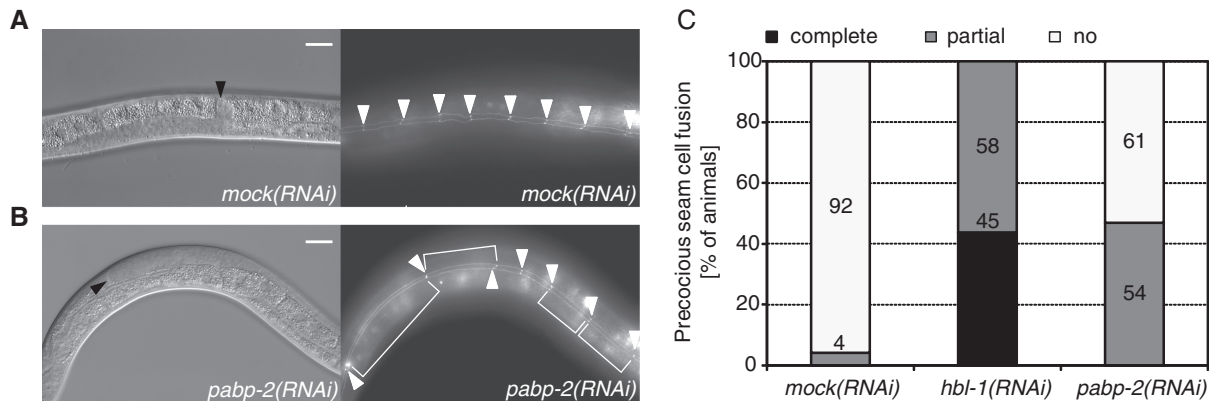 A
mock(RNAi)
mock(RNAi)
B
pabp-2(RNAi)
pabp-2(RNAi)
C
complete partial no
Precocious seam cell fusion
[% of animals]
100
80
60
40
20
0
92
4
58
45
61
54
mock(RNAi) hbl-1(RNAi) pabp-2(RNAi)